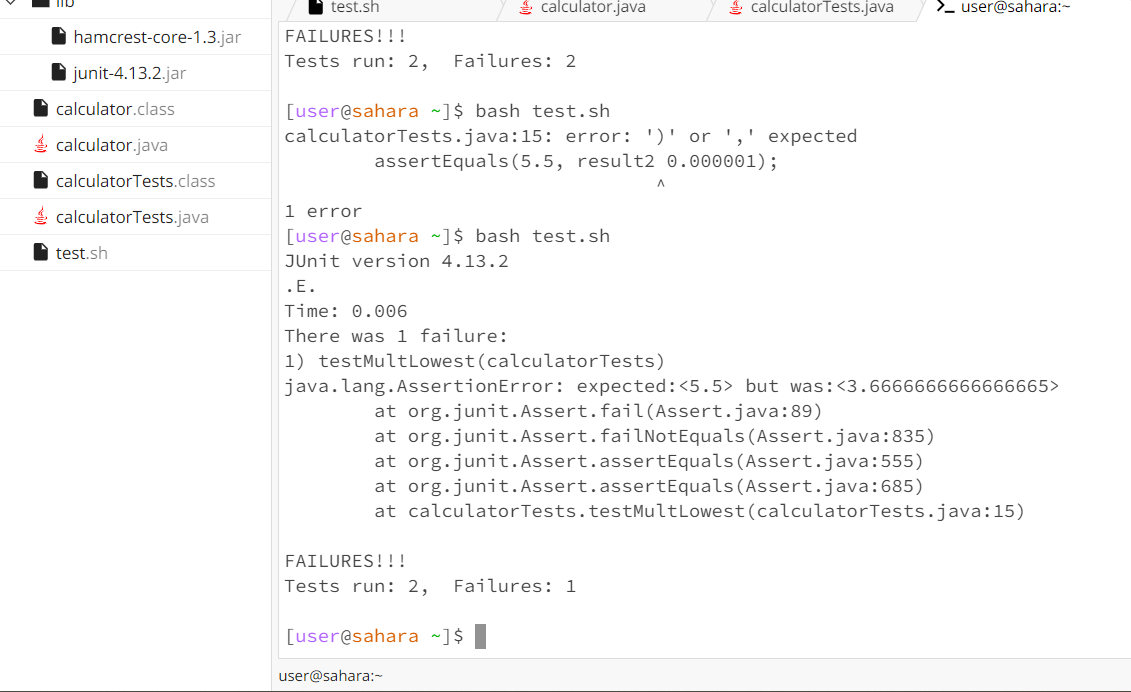 lib
hamcrest-core-1.3.jar
junit-4.13.2.jar
calculator.class
calculator.java
calculatorTests.class
calculatorTests.java
test.sh
test.sh
calculator.java
calculatorTests.java
>_ user@sahara:~
FAILURES!!!
Tests run: 2,  Failures: 2
[user@sahara ~]$ bash test.sh
calculatorTests.java:15: error: ')' or ',' expected
        assertEquals(5.5, result2 0.000001);
                                 ^
1 error
[user@sahara ~]$ bash test.sh
JUnit version 4.13.2
.E.
Time: 0.006
There was 1 failure:
1) testMultLowest(calculatorTests)
java.lang.AssertionError: expected:<5.5> but was:<3.6666666666666665>
        at org.junit.Assert.fail(Assert.java:89)
        at org.junit.Assert.failNotEquals(Assert.java:835)
        at org.junit.Assert.assertEquals(Assert.java:555)
        at org.junit.Assert.assertEquals(Assert.java:685)
        at calculatorTests.testMultLowest(calculatorTests.java:15)
FAILURES!!!
Tests run: 2,  Failures: 1
[user@sahara ~]$
user@sahara:~